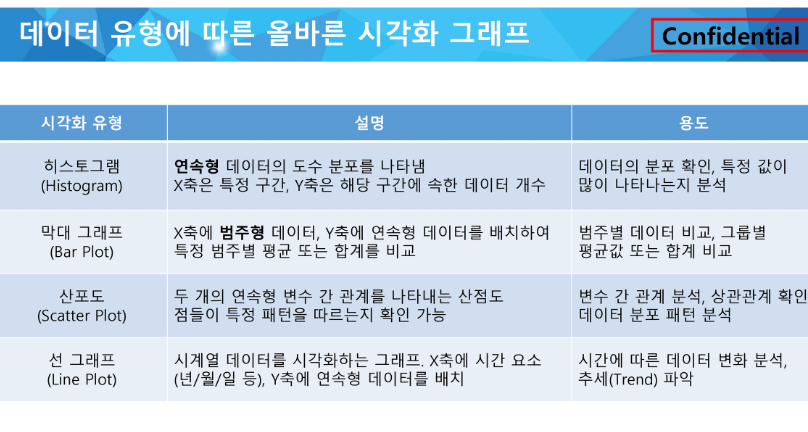 데이터 유형에 따른 올바른 시각화 그래프
Confidential
시각화 유형
설명
용도
히스토그램
(Histogram)
연속형 데이터의 도수 분포를 나타냄
X축은 특정 구간, Y축은 해당 구간에 속한 데이터 개수
데이터의 분포 확인, 특정 값이
많이 나타나는지 분석
막대 그래프
(Bar Plot)
X축에 범주형 데이터, Y축에 연속형 데이터를 배치하여
특정 범주별 평균 또는 합계를 비교
범주별 데이터 비교, 그룹별
평균값 또는 합계 비교
산포도
(Scatter Plot)
두 개의 연속형 변수 간 관계를 나타내는 산점도
점들이 특정 패턴을 따르는지 확인 가능
변수 간 관계 분석, 상관관계 확인
데이터 분포 패턴 분석
선 그래프
(Line Plot)
시계열 데이터를 시각화하는 그래프. X축에 시간 요소
(년/월/일 등), Y축에 연속형 데이터를 배치
시간에 따른 데이터 변화 분석,
추세(Trend) 파악